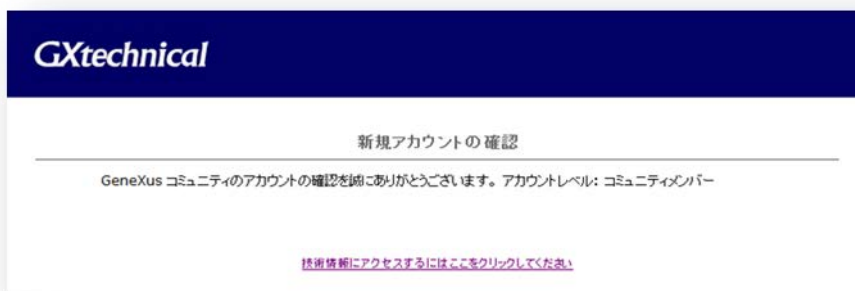 GXtechnical
新規アカウントの確認
GeneXus コミュニティのアカウントの確認を誠にありがとうございます。アカウントレベル: コミュニティメンバー
技術情報にアクセスするにはここをクリックしてください